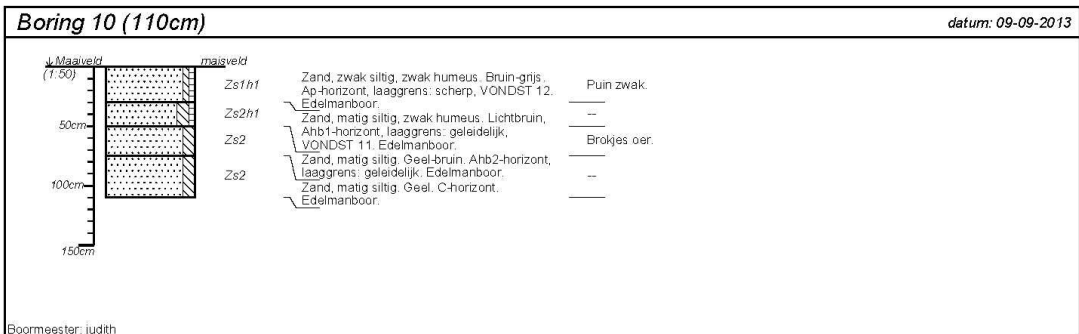 Boring 10 (110cm)
datum: 09-09-2013
↓ Maaiveld
maisveld
(1:50)
Zs1h1
Zand, zwak siltig, zwak humeus. Bruin-grijs.
Ap-horizont, laaggrens: scherp, VONDST 12.
Edelmanboor.
Puin zwak.
Zs2h1
Zand, matig siltig, zwak humeus. Lichtbruin,
Ahb1-horizont, laaggrens: geleidelijk,
VONDST 11. Edelmanboor.
--
50cm
Zs2
Zand, matig siltig. Geel-bruin. Ahb2-horizont,
laaggrens: geleidelijk. Edelmanboor.
Brokjes oer.
100cm
Zs2
Zand, matig siltig. Geel. C-horizont.
Edelmanboor.
--
150cm
Boormeester: judith